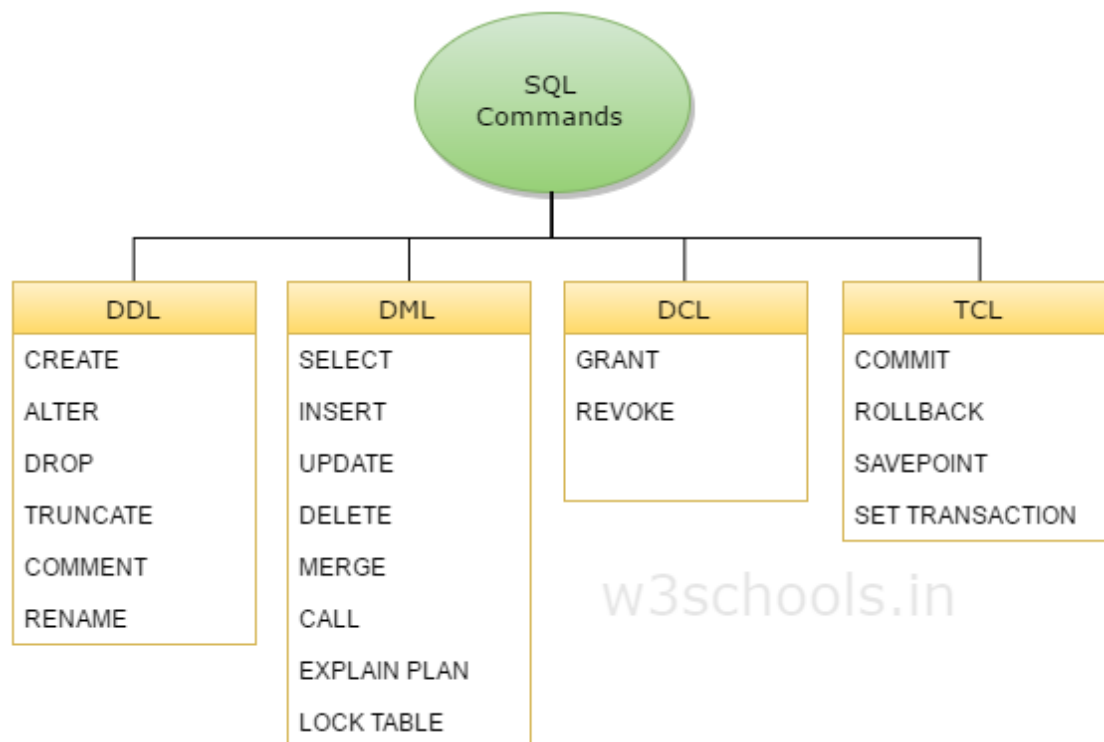 SQL
Commands
DDL
CREATE
ALTER
DROP
TRUNCATE
COMMENT
RENAME
DML
SELECT
INSERT
UPDATE
DELETE
MERGE
CALL
EXPLAIN PLAN
LOCK TABLE
DCL
GRANT
REVOKE
TCL
COMMIT
ROLLBACK
SAVEPOINT
SET TRANSACTION
w3schools.in